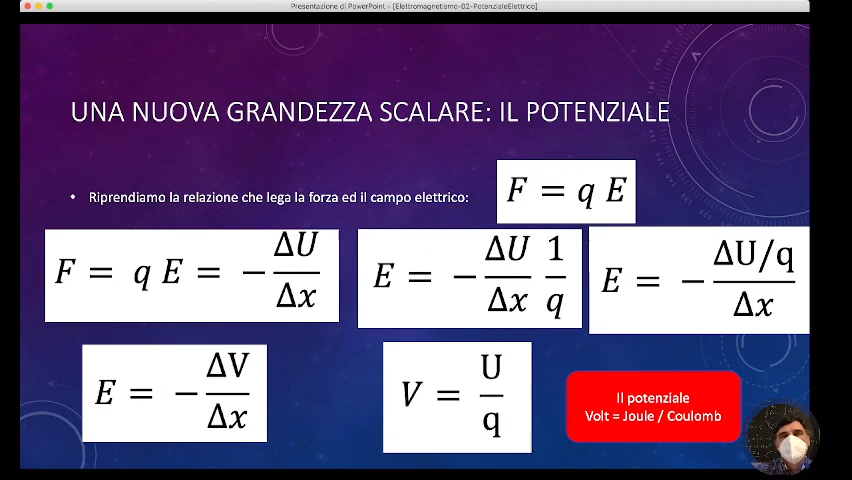 Presentazione di PowerPoint - [Elettromagnetismo-02-PotenzialeElettrico]
UNA NUOVA GRANDEZZA SCALARE: IL POTENZIALE
• Riprendiamo la relazione che lega la forza ed il campo elettrico:
F = q E
F = q E = − ΔU/Δx
E = − ΔU/Δx 1/q
E = − ΔU/q / Δx
E = − ΔV/Δx
V = U/q
Il potenziale
Volt = Joule / Coulomb